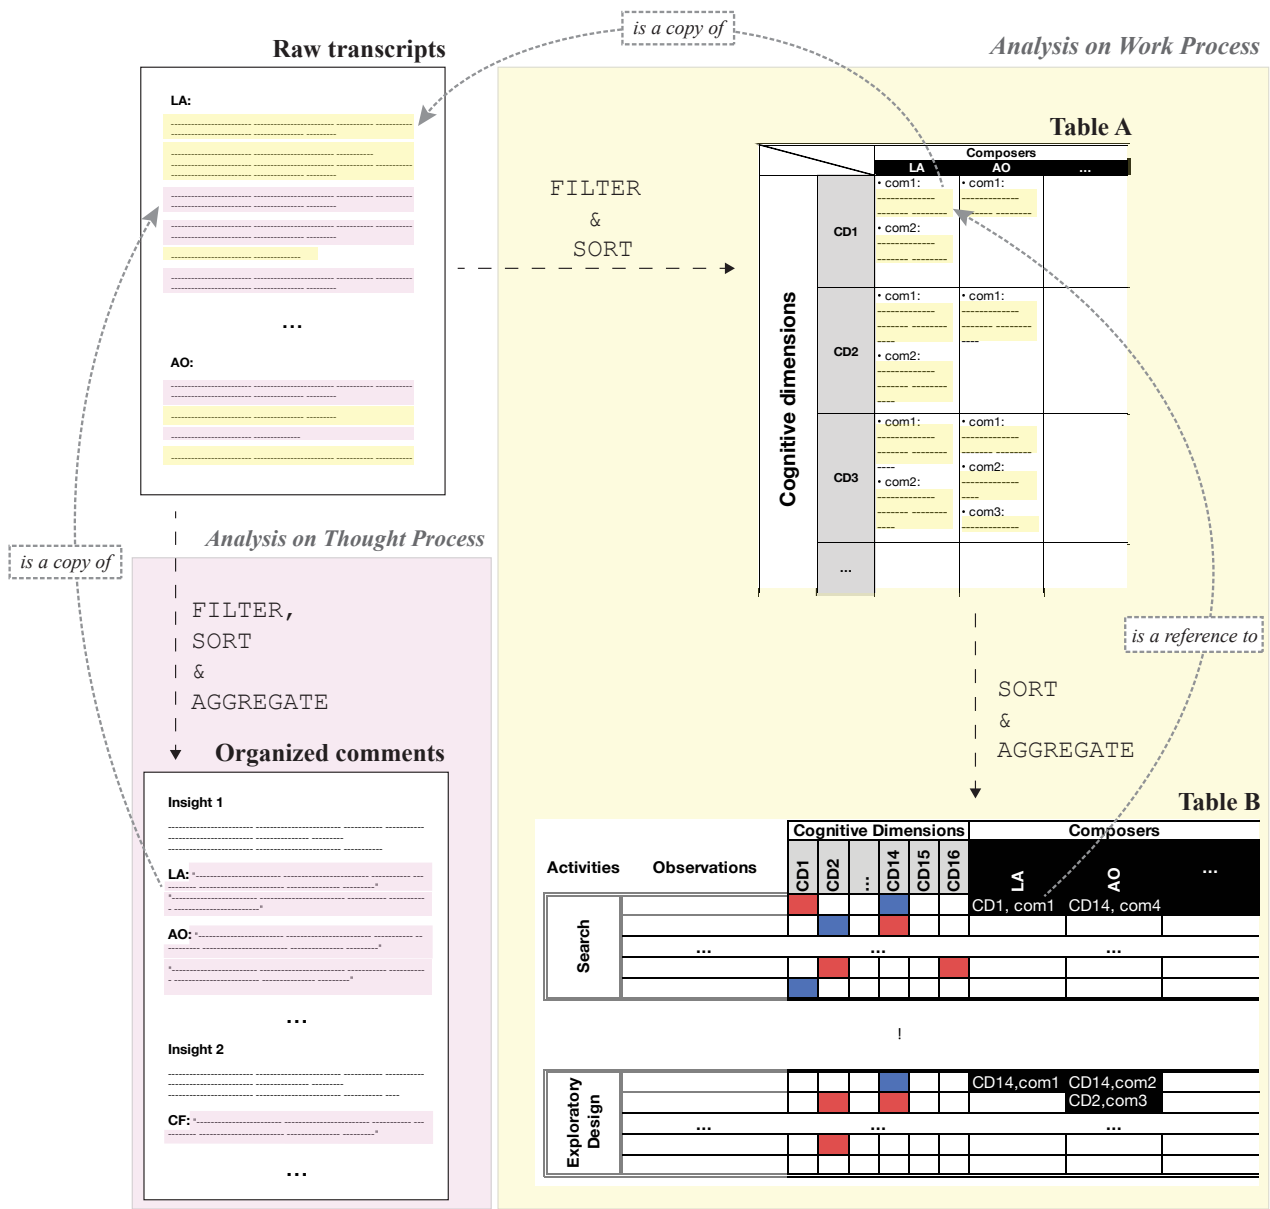 is a copy of
Raw transcripts
Analysis on Work Process
LA:
...
AO:
FILTER
&
SORT
Table A
Composers
LA AO ...
Cognitive dimensions
CD1
• com1:
• com2:
• com1:
CD2
• com1:
• com2:
• com1:
CD3
• com1:
• com2:
• com1:
• com2:
• com3:
...
is a copy of
Analysis on Thought Process
FILTER,
SORT
&
AGGREGATE
is a reference to
SORT
&
AGGREGATE
Organized comments
Insight 1
LA:
AO:
...
Insight 2
CF:
...
Table B
Cognitive Dimensions Composers
Activities Observations CD1 CD2 ... CD14 CD15 CD16 LA AO ...
CD1, com1 CD14, com4
Search
... ... ...
!
Exploratory
Design
CD14,com1 CD14,com2
CD2,com3
... ... ...